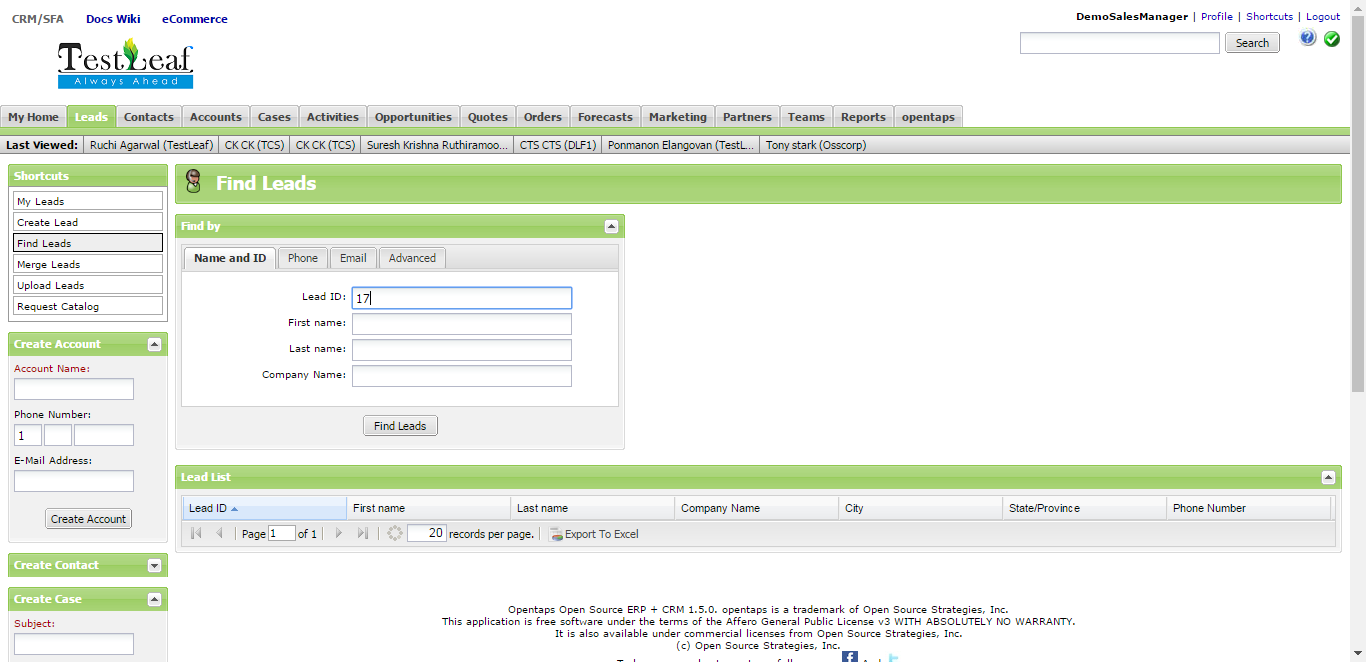 CRM/SFA Docs Wiki eCommerce
DemoSalesManager | Profile | Shortcuts | Logout
Search
TestLeaf
Always Ahead
My Home Leads Contacts Accounts Cases Activities Opportunities Quotes Orders Forecasts Marketing Partners Teams Reports opentaps
Last Viewed: Ruchi Agarwal (TestLeaf) CK CK (TCS) CK CK (TCS) Suresh Krishna Ruthiramoo... CTS CTS (DLF1) Ponmanon Elangovan (TestL... Tony stark (Osscorp)
Shortcuts
My Leads
Create Lead
Find Leads
Merge Leads
Upload Leads
Request Catalog
Create Account
Account Name:
Phone Number:
1
E-Mail Address:
Create Account
Create Contact
Create Case
Subject:
Find Leads
Find by
Name and ID Phone Email Advanced
Lead ID: 17
First name:
Last name:
Company Name:
Find Leads
Lead List
Lead ID First name Last name Company Name City State/Province Phone Number
Page 1 of 1 20 records per page. Export To Excel
Opentaps Open Source ERP + CRM 1.5.0. opentaps is a trademark of Open Source Strategies, Inc.
This application is free software under the terms of the Affero General Public License v3 WITH ABSOLUTELY NO WARRANTY.
It is also available under commercial licenses from Open Source Strategies, Inc.
(c) Open Source Strategies, Inc.